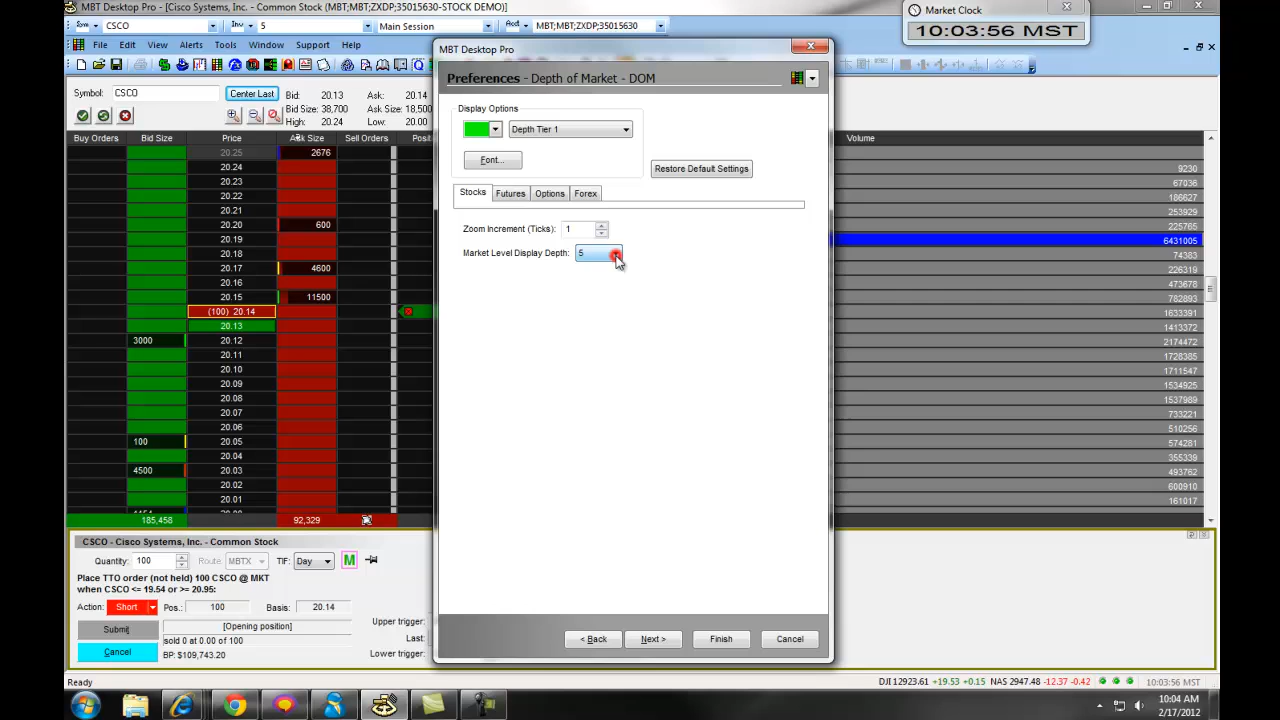 MBT Desktop Pro - [Cisco Systems, Inc. - Common Stock (MBT;MBT;ZXDP;35015630-STOCK DEMO)]
Market Clock
10:03:56 MST
Sym CSCO Inv 5 Main Session Acct MBT;MBT;ZXDP;35015630
File Edit View Alerts Tools Window Support Help
Symbol: CSCO Center Last
Bid: 20.13 Ask: 20.14
Bid Size: 38,700 Ask Size: 18,500
High: 20.24 Low: 20.00
Buy Orders Bid Size Price Ask Size Sell Orders Posit Volume
20.25 2676
20.24 9230
20.23 67036
20.22 186627
20.21 253929
20.20 600 225765
20.19 6431005
20.18 74383
20.17 4600 226319
20.16 473678
20.15 11500 782893
(100) 20.14 1633391
20.13 1413372
3000 20.12 2174472
20.11 1728385
20.10 1711547
20.09 1534925
20.08 1537989
20.07 733221
20.06 510256
100 20.05 574281
20.04 355339
4500 20.03 493762
20.02 600910
20.01 161017
185,458 92,329
MBT Desktop Pro
Preferences - Depth of Market - DOM
Display Options
Depth Tier 1
Font...
Restore Default Settings
Stocks Futures Options Forex
Zoom Increment (Ticks): 1
Market Level Display Depth: 5
< Back Next > Finish Cancel
CSCO - Cisco Systems, Inc. - Common Stock
Quantity: 100 Route: MBTX TIF: Day M
Place TTO order (not held) 100 CSCO @ MKT
when CSCO <= 19.54 or >= 20.95:
Action: Short Pos.: 100 Basis: 20.14
Submit [Opening position] Upper trigger:
sold 0 at 0.00 of 100 Last:
Cancel BP: $109,743.20 Lower trigger:
Ready DJI 12923.61 +19.53 +0.15 NAS 2947.48 -12.37 -0.42 10:03:56 MST
10:04 AM
2/17/2012